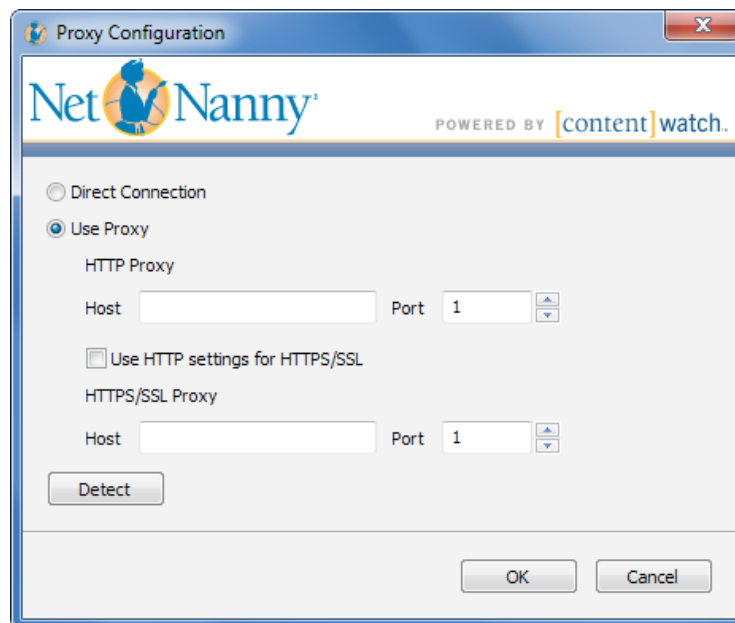 Proxy Configuration
Net Nanny®
POWERED BY [content]watch™
Direct Connection
Use Proxy
HTTP Proxy
Host Port 1
Use HTTP settings for HTTPS/SSL
HTTPS/SSL Proxy
Host Port 1
Detect
OK Cancel